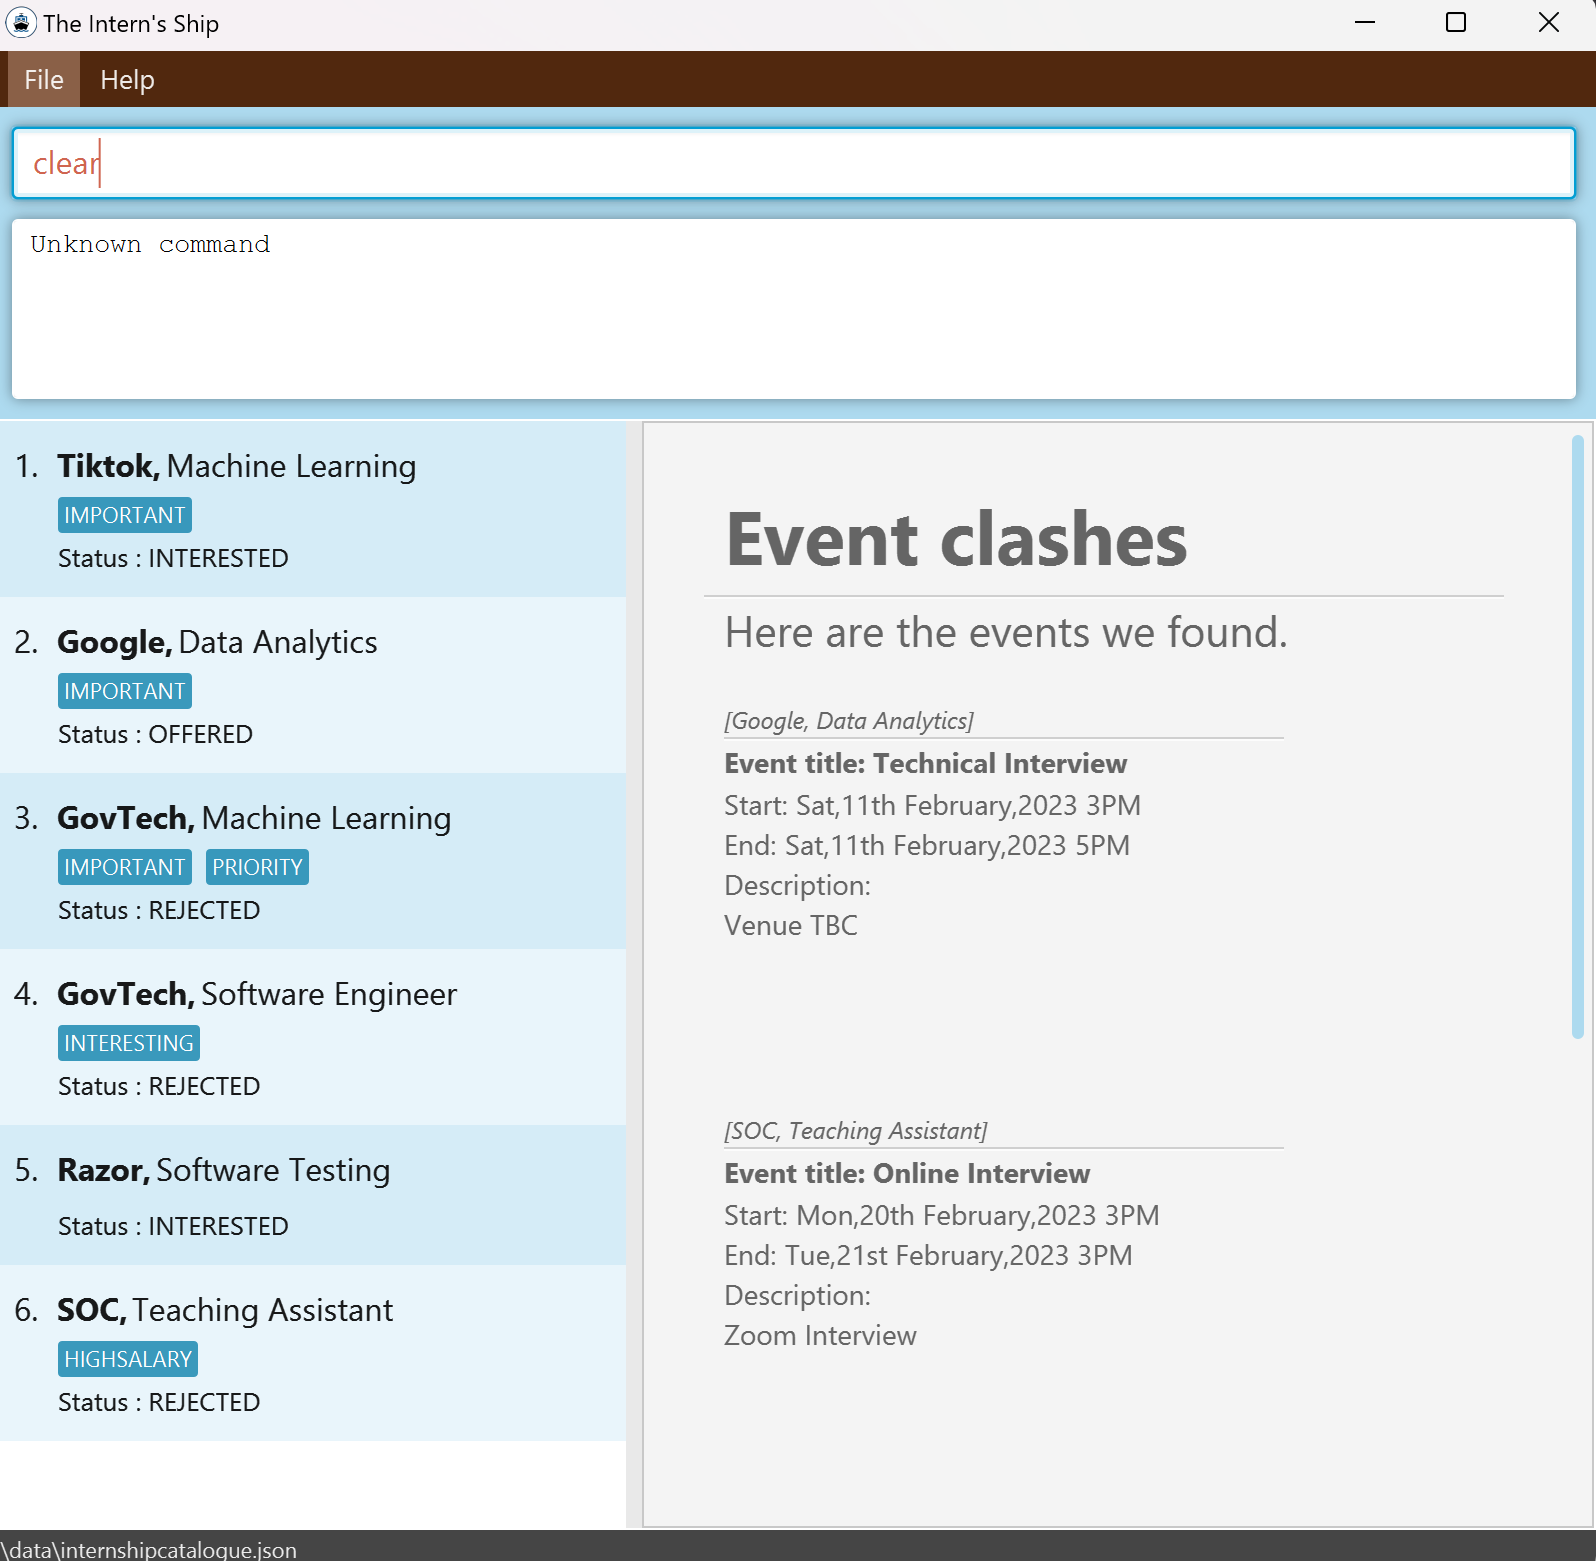 The Intern's Ship
File Help
clear
Unknown command
1. Tiktok, Machine Learning
IMPORTANT
Status : INTERESTED
2. Google, Data Analytics
IMPORTANT
Status : OFFERED
3. GovTech, Machine Learning
IMPORTANT PRIORITY
Status : REJECTED
4. GovTech, Software Engineer
INTERESTING
Status : REJECTED
5. Razor, Software Testing
Status : INTERESTED
6. SOC, Teaching Assistant
HIGHSALARY
Status : REJECTED
Event clashes
Here are the events we found.
[Google, Data Analytics]
Event title: Technical Interview
Start: Sat,11th February,2023 3PM
End: Sat,11th February,2023 5PM
Description:
Venue TBC
[SOC, Teaching Assistant]
Event title: Online Interview
Start: Mon,20th February,2023 3PM
End: Tue,21st February,2023 3PM
Description:
Zoom Interview
\data\internshipcatalogue.json